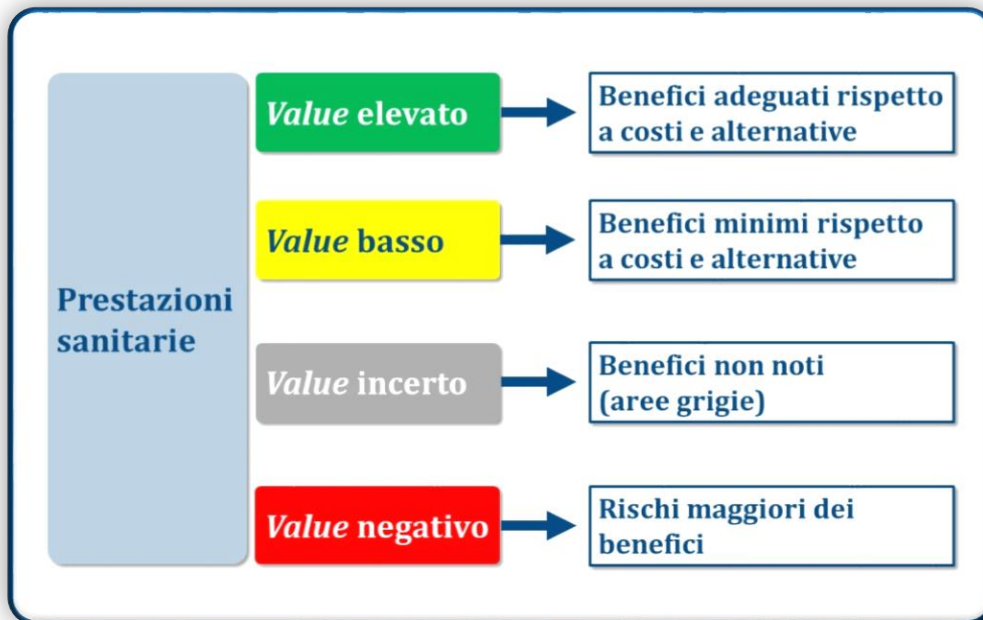 Prestazioni
sanitarie
Value elevato
Benefici adeguati rispetto
a costi e alternative
Value basso
Benefici minimi rispetto
a costi e alternative
Value incerto
Benefici non noti
(aree grigie)
Value negativo
Rischi maggiori dei
benefici